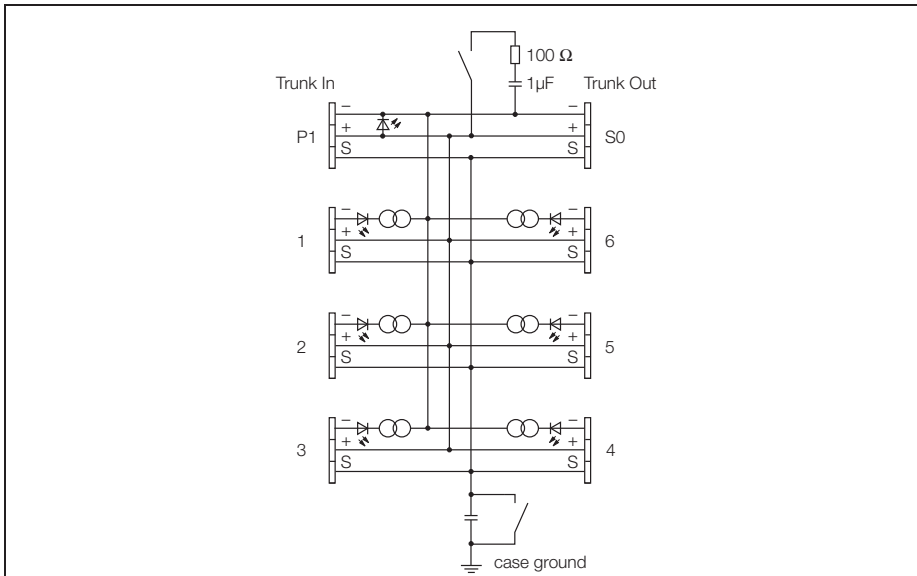 100 Ω
Trunk In 1µF Trunk Out
− −
P1 + + S0
S S
− −
1 + + 6
S S
− −
2 + + 5
S S
− −
3 + + 4
S S
case ground